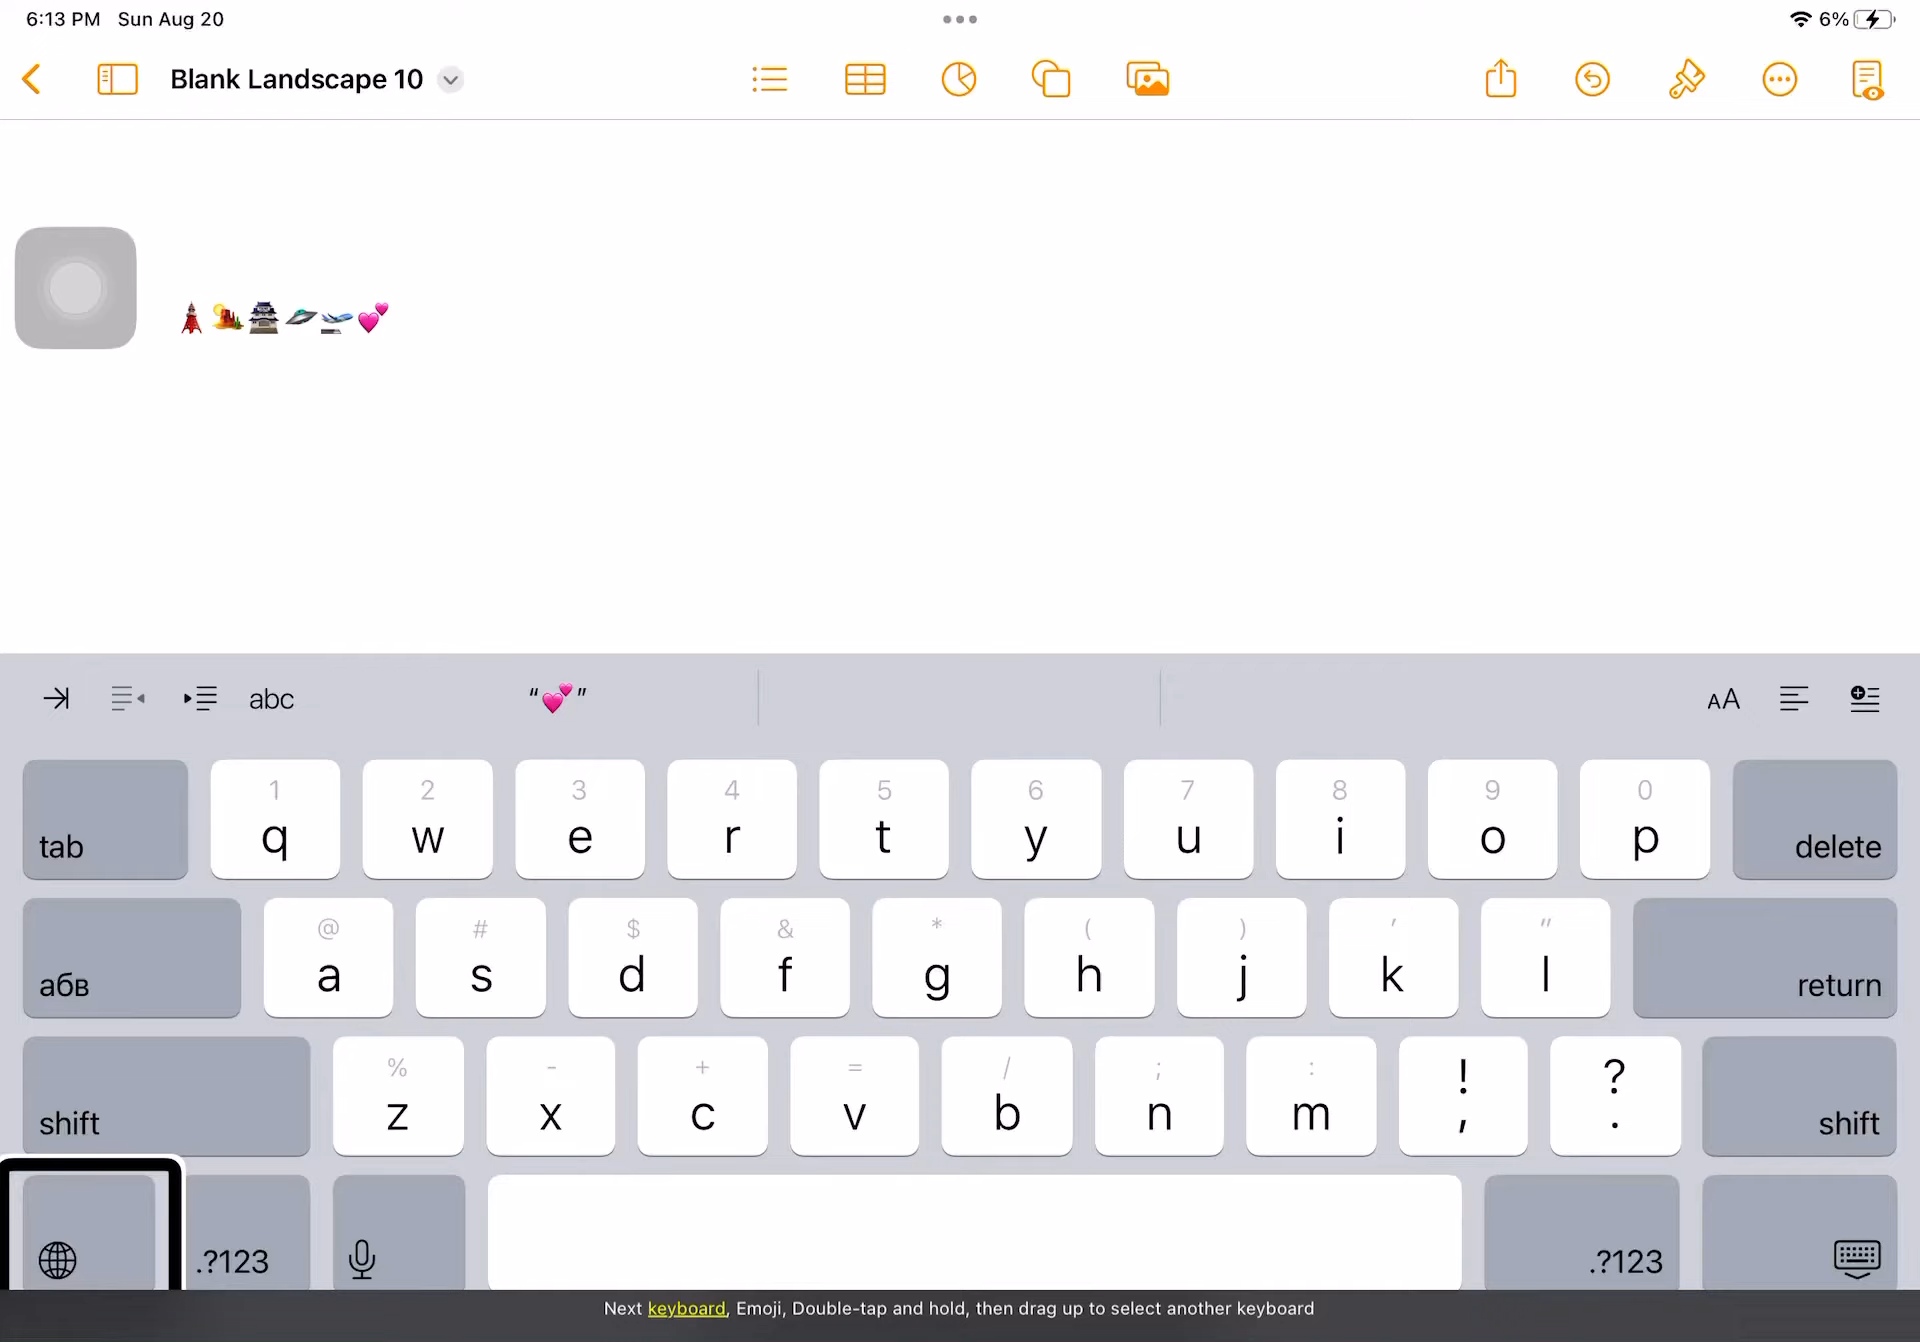 6:13 PM Sun Aug 20 6%
Blank Landscape 10
🗼🏜️🏯🛸🛫💕
abc “💕” AA
tab 1 q 2 w 3 e 4 r 5 t 6 y 7 u 8 i 9 o 0 p delete
абв @ a # s $ d & f * g ( h ) j ' k " l return
shift % z - x + c = v / b ; n : m ! , ? . shift
.?123 .?123
Next keyboard, Emoji, Double-tap and hold, then drag up to select another keyboard